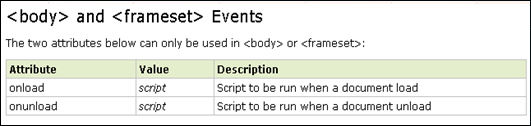 <body> and <frameset> Events
The two attributes below can only be used in <body> or <frameset>:
Attribute Value Description
onload script Script to be run when a document load
onunload script Script to be run when a document unload